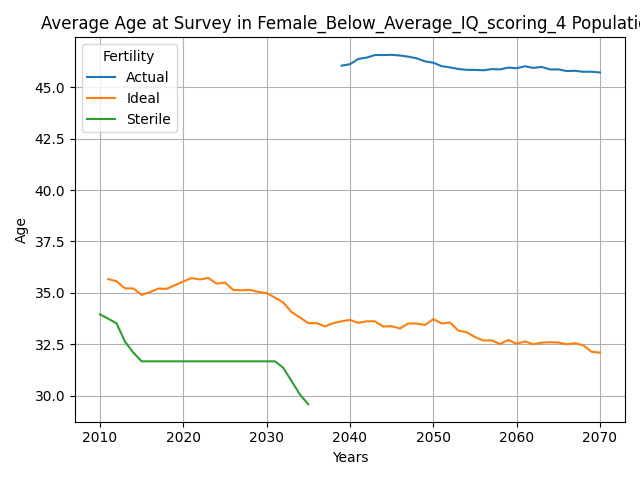 Average Age at Survey in Female_Below_Average_IQ_scoring_4 Populatio
Fertility
Actual
Ideal
Sterile
45.0
42.5
40.0
37.5
35.0
32.5
30.0
Age
2010 2020 2030 2040 2050 2060 2070
Years